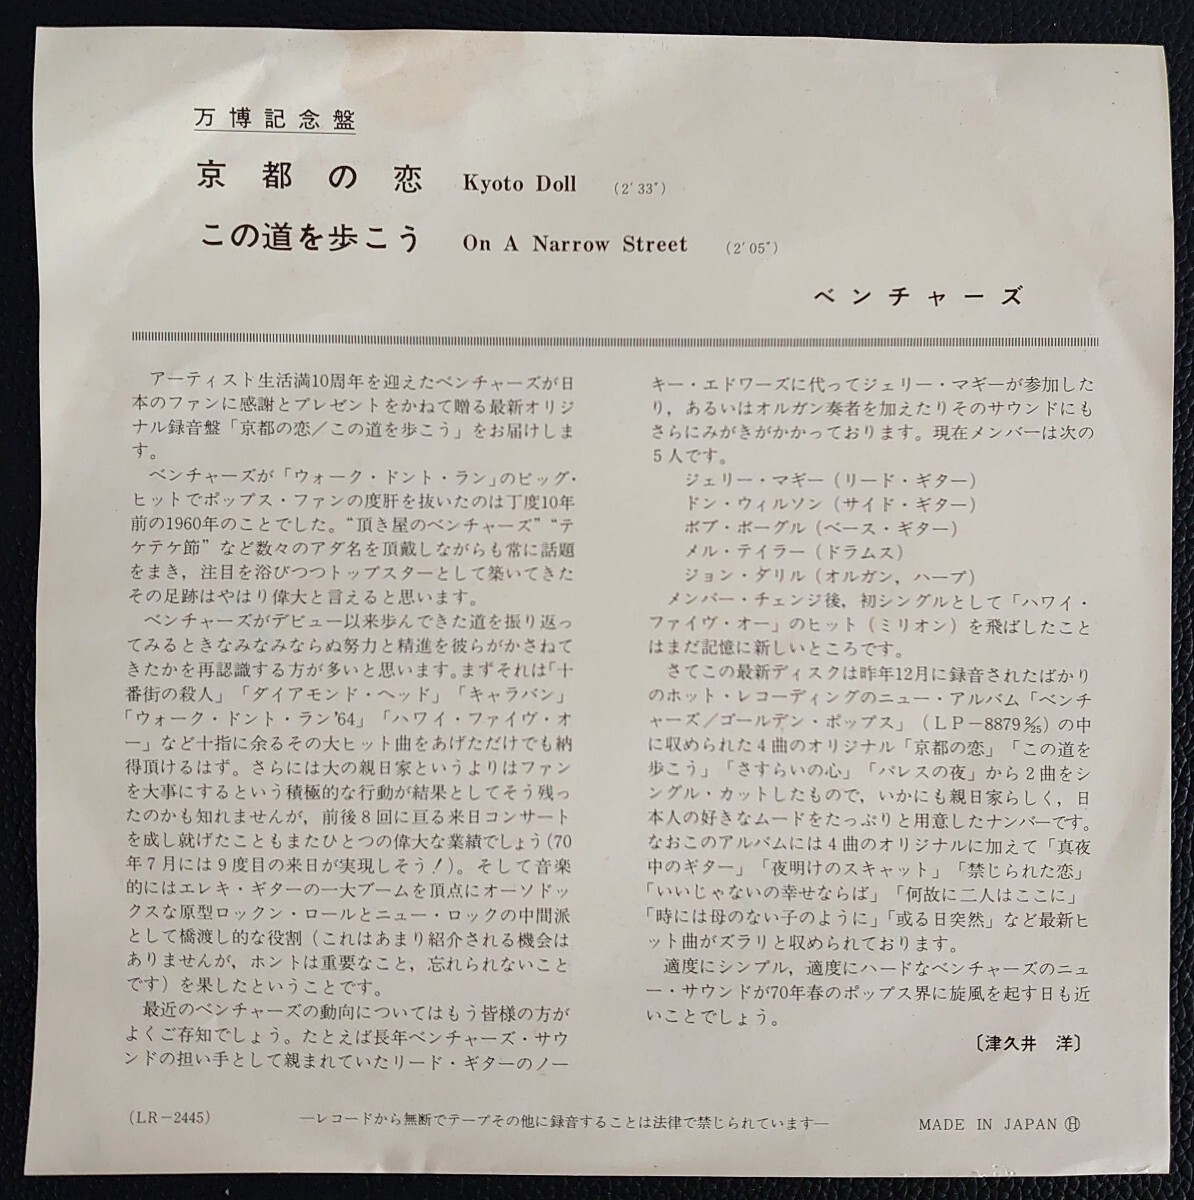 万博記念盤
京都の恋 Kyoto Doll (2′33″)
この道を歩こう On A Narrow Street (2′05″)
ベンチャーズ
アーティスト生活満10周年を迎えたベンチャーズが日
本のファンに感謝とプレゼントをかねて贈る最新オリジ
ナル録音盤「京都の恋／この道を歩こう」をお届けしま
す。
ベンチャーズが「ウォーク・ドント・ラン」のビッグ・
ヒットでポップス・ファンの度肝を抜いたのは丁度10年
前の1960年のことでした。“頂き屋のベンチャーズ”“テ
ケテケ節”など数々のアダ名を頂戴しながらも常に話題
をまき，注目を浴びつつトップスターとして築いてきた
その足跡はやはり偉大と言えると思います。
ベンチャーズがデビュー以来歩んできた道を振り返っ
てみるときなみなみならぬ努力と精進を彼らがかさねて
きたかを再認識する方が多いと思います。まずそれは「十
番街の殺人」「ダイアモンド・ヘッド」「キャラバン」
「ウォーク・ドント・ラン'64」「ハワイ・ファイヴ・オ
ー」など十指に余るその大ヒット曲をあげただけでも納
得頂けるはず。さらには大の親日家というよりはファン
を大事にするという積極的な行動が結果としてそう残っ
たのかも知れませんが，前後8回に亘る来日コンサート
を成し就げたこともまたひとつの偉大な業績でしょう(70
年7月には9度目の来日が実現しそう！)。そして音楽
的にはエレキ・ギターの一大ブームを頂点にオーソドッ
クスな原型ロックン・ロールとニュー・ロックの中間派
として橋渡し的な役割（これはあまり紹介される機会は
ありませんが，ホントは重要なこと，忘れられないこと
です）を果したということです。
最近のベンチャーズの動向についてはもう皆様の方が
よくご存知でしょう。たとえば長年ベンチャーズ・サウ
ンドの担い手として親まれていたリード・ギターのノー
キー・エドワーズに代ってジェリー・マギーが参加した
り，あるいはオルガン奏者を加えたりそのサウンドにも
さらにみがきがかかっております。現在メンバーは次の
5人です。
ジェリー・マギー（リード・ギター）
ドン・ウィルソン（サイド・ギター）
ボブ・ボーグル（ベース・ギター）
メル・テイラー（ドラムス）
ジョン・ダリル（オルガン，ハープ）
メンバー・チェンジ後，初シングルとして「ハワイ・
ファイヴ・オー」のヒット（ミリオン）を飛ばしたこと
はまだ記憶に新しいところです。
さてこの最新ディスクは昨年12月に録音されたばかり
のホット・レコーディングのニュー・アルバム「ベンチ
ャーズ／ゴールデン・ポップス」（LP－8879 2/25）の中
に収められた4曲のオリジナル「京都の恋」「この道を
歩こう」「さすらいの心」「パレスの夜」から2曲をシ
ングル・カットしたもので，いかにも親日家らしく，日
本人の好きなムードをたっぷりと用意したナンバーです。
なおこのアルバムには4曲のオリジナルに加えて「真夜
中のギター」「夜明けのスキャット」「禁じられた恋」
「いいじゃないの幸せならば」「何故に二人はここに」
「時には母のない子のように」「或る日突然」など最新ヒ
ット曲がズラリと収められております。
適度にシンプル，適度にハードなベンチャーズのニュ
ー・サウンドが70年春のポップス界に旋風を起す日も近
いことでしょう。
〔津久井　洋〕
(LR－2445) ―レコードから無断でテープその他に録音することは法律で禁じられています― MADE IN JAPAN Ⓗ